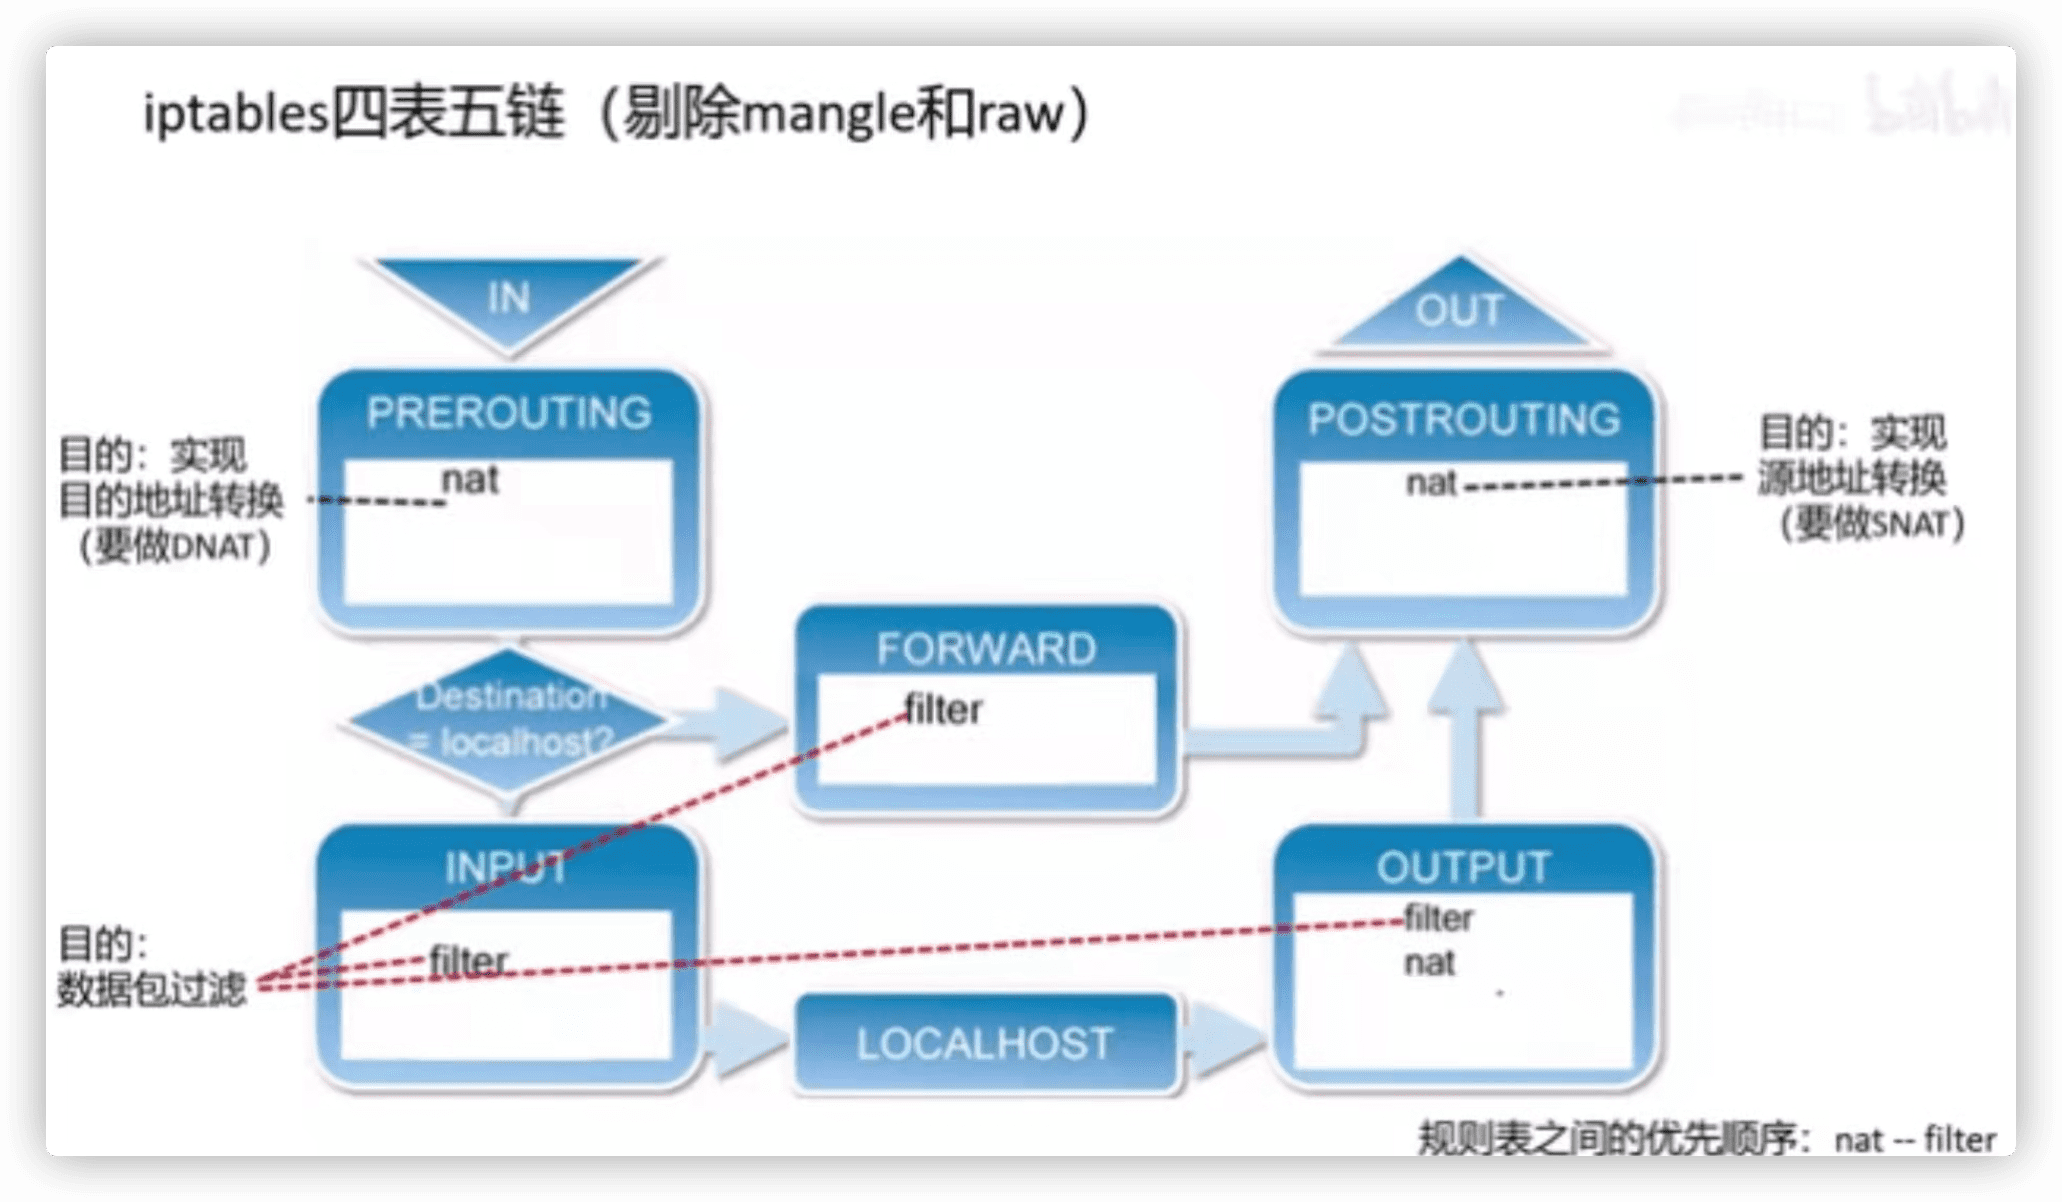 iptables四表五链（剔除mangle和raw）
IN
OUT
PREROUTING
nat
目的：实现
目的地址转换
（要做DNAT）
POSTROUTING
nat
目的：实现
源地址转换
（要做SNAT）
Destination
= localhost?
FORWARD
filter
INPUT
filter
目的：
数据包过滤
LOCALHOST
OUTPUT
filter
nat
规则表之间的优先顺序：nat -- filter